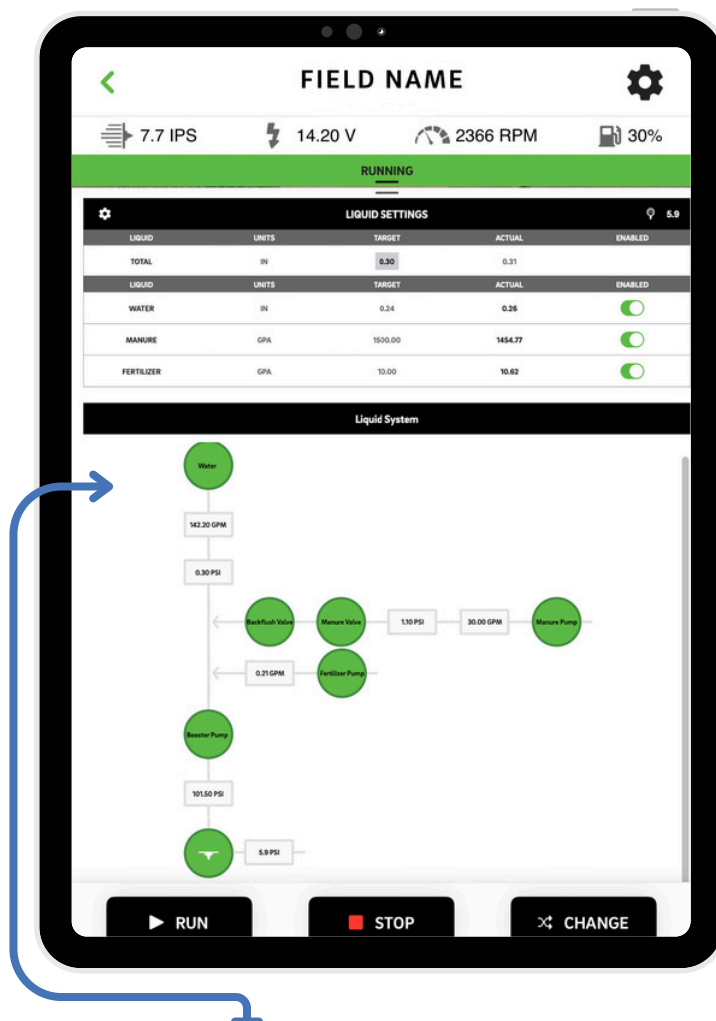 FIELD NAME
7.7 IPS 14.20 V 2366 RPM 30%
RUNNING
LIQUID SETTINGS 5.9
LIQUID UNITS TARGET ACTUAL ENABLED
TOTAL IN 0.30 0.31
LIQUID UNITS TARGET ACTUAL ENABLED
WATER IN 0.24 0.26
MANURE GPA 1500.00 1454.77
FERTILIZER GPA 10.00 10.62
Liquid System
Water
142.20 GPM
0.30 PSI
Backflush Valve Manure Valve 1.10 PSI 30.00 GPM Manure Pump
0.21 GPM Fertilizer Pump
Booster Pump
101.50 PSI
5.9 PSI
RUN STOP CHANGE